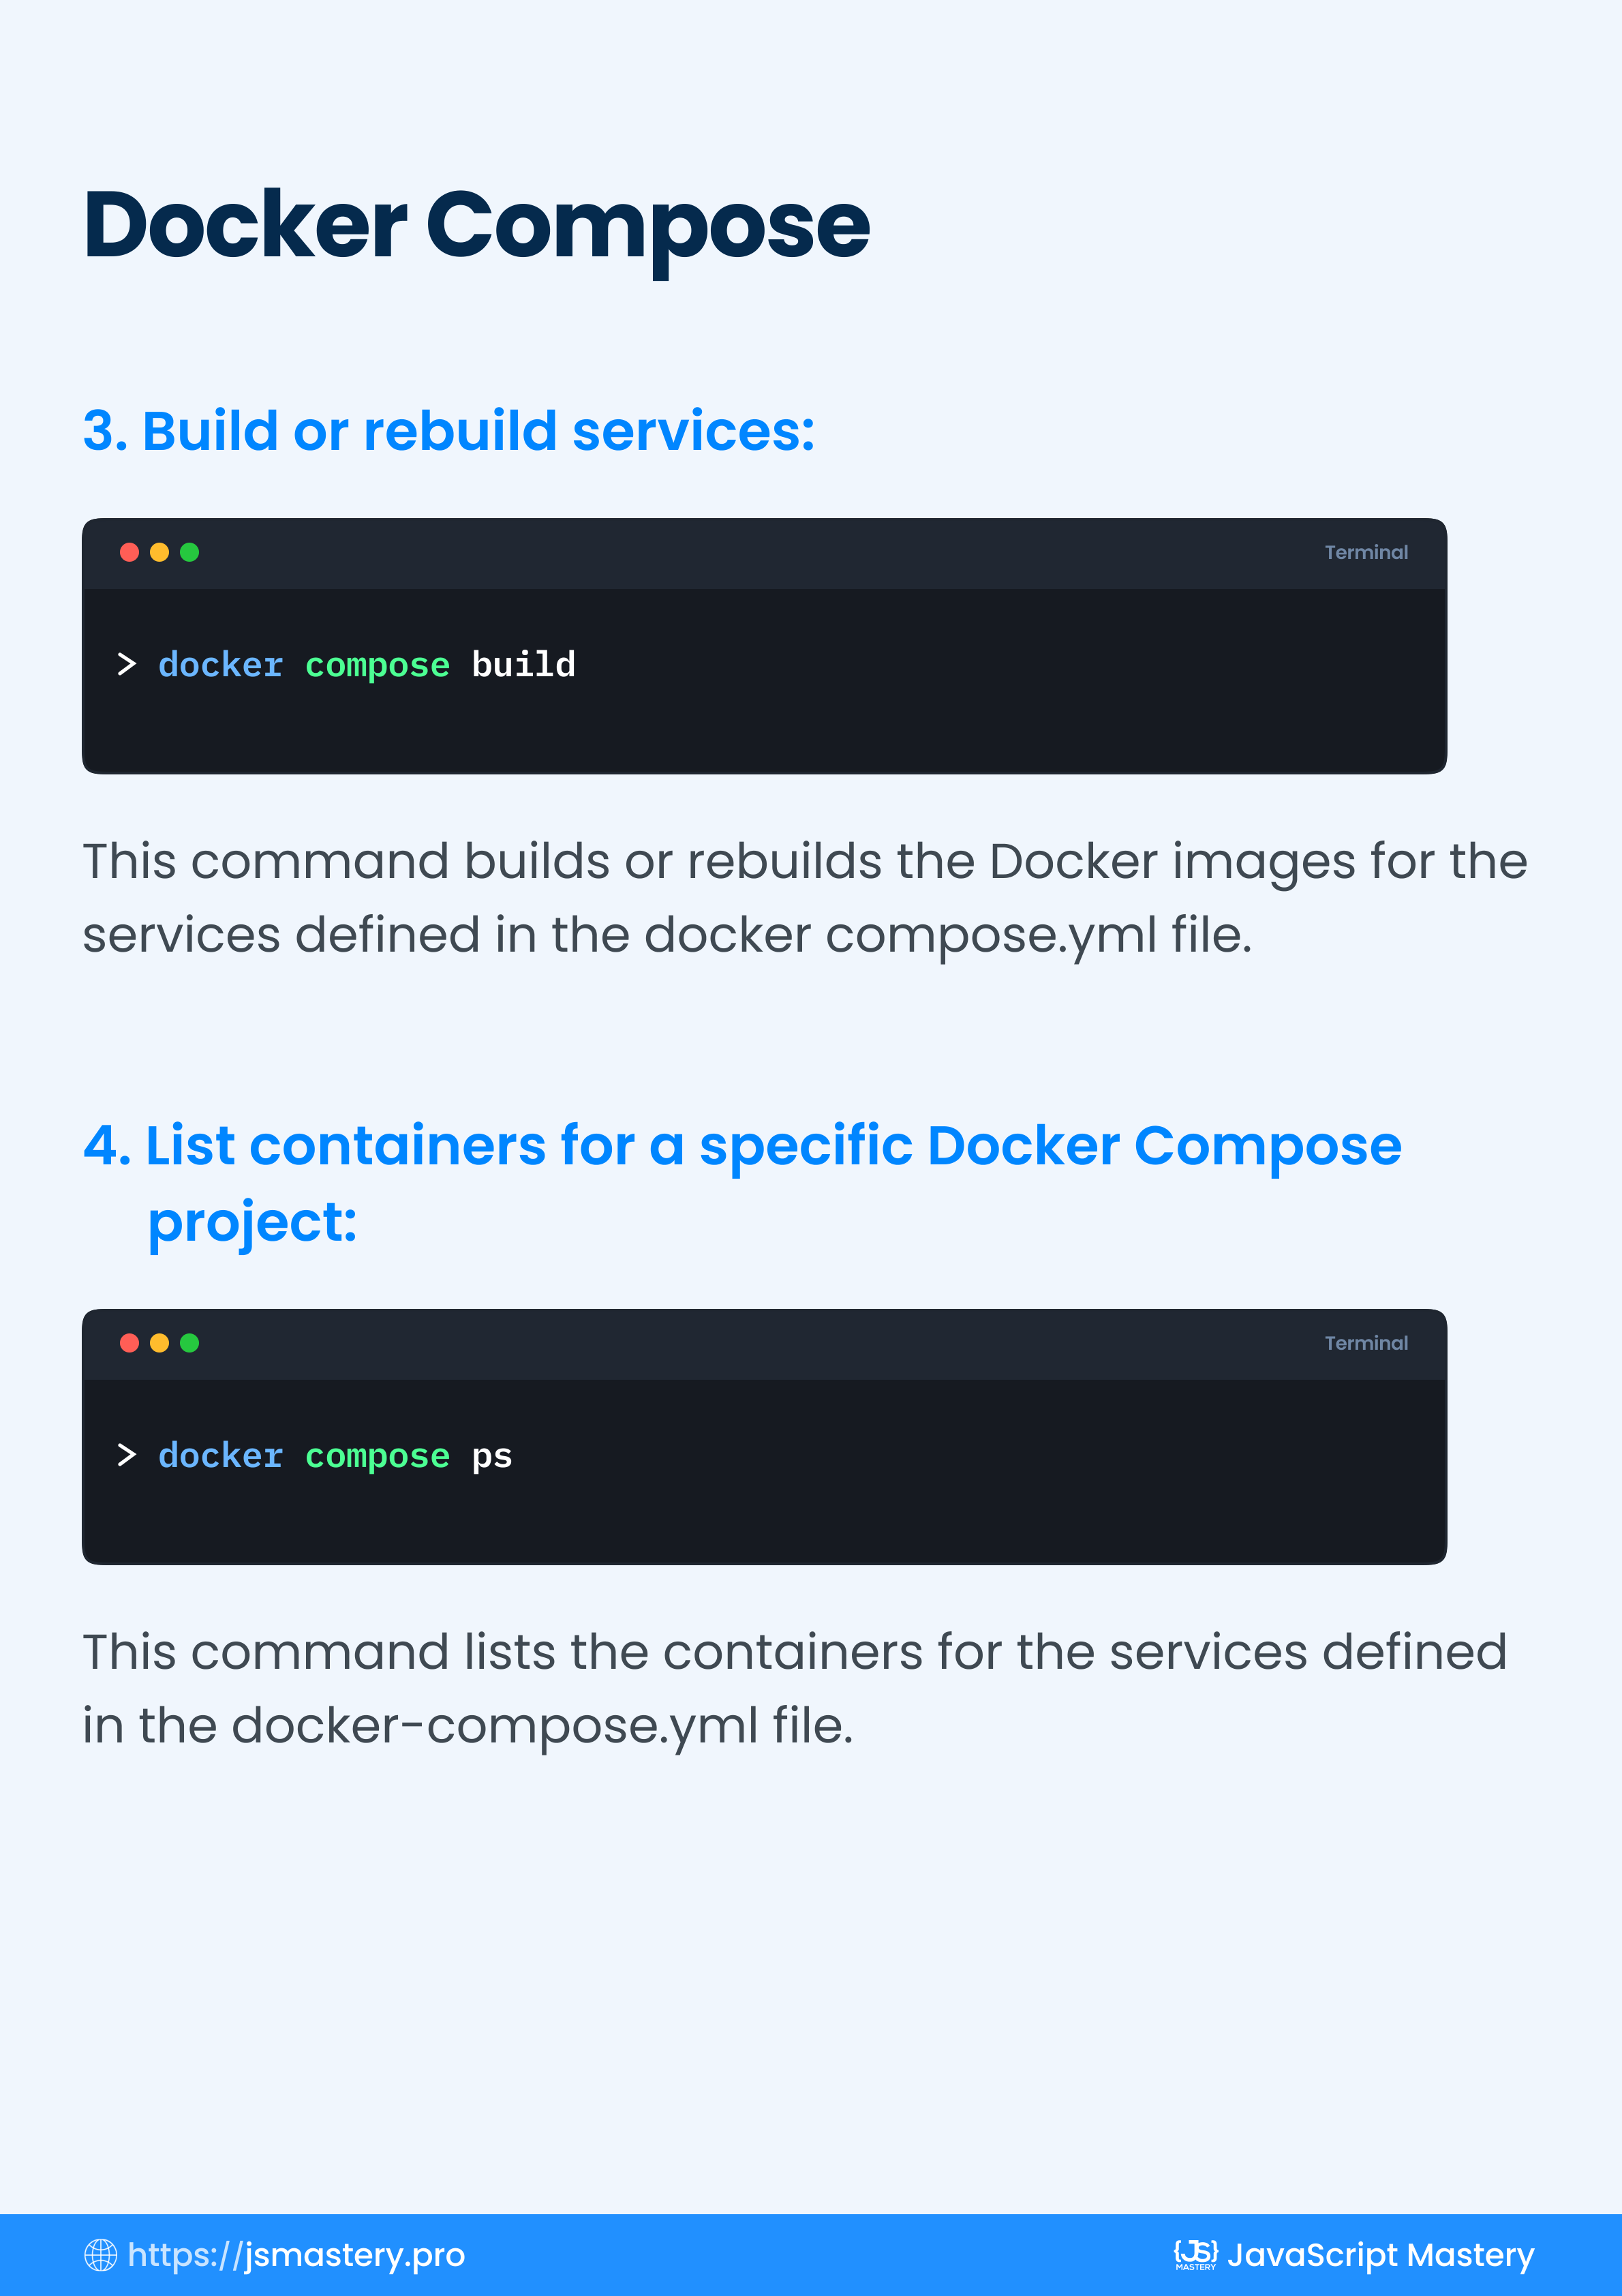 Docker Compose
3. Build or rebuild services:
Terminal
> docker compose build
This command builds or rebuilds the Docker images for the
services defined in the docker compose.yml file.
4. List containers for a specific Docker Compose
project:
Terminal
> docker compose ps
This command lists the containers for the services defined
in the docker-compose.yml file.
https://jsmastery.pro
{JS}
MASTERY
JavaScript Mastery